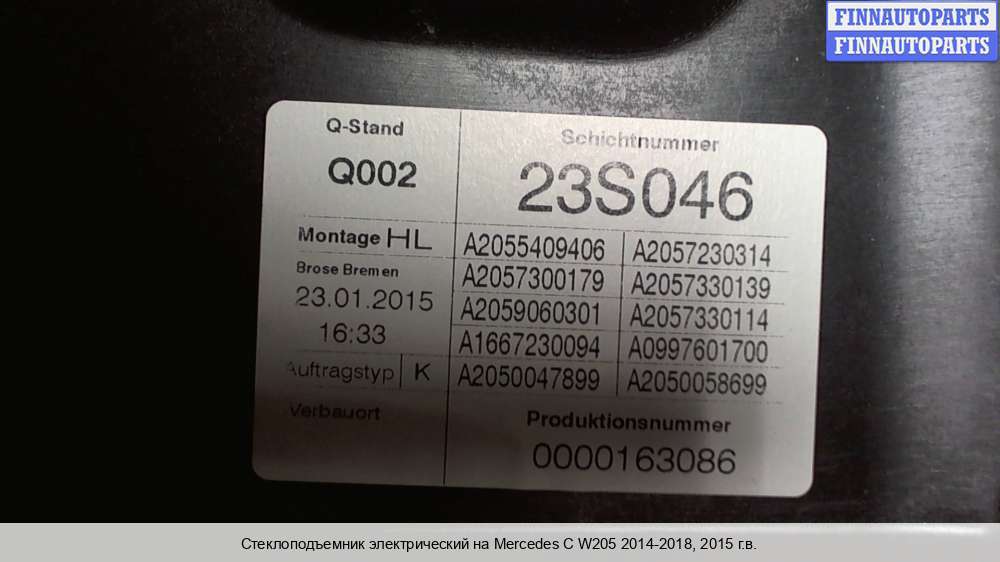 FINNAUTOPARTS
FINNAUTOPARTS
Q-Stand
Q002
Schichtnummer
23S046
Montage HL
Brose Bremen
23.01.2015
16:33
Auftragstyp K
Verbauort
A2055409406 A2057230314
A2057300179 A2057330139
A2059060301 A2057330114
A1667230094 A0997601700
A2050047899 A2050058699
Produktionsnummer
0000163086
Стеклоподъемник электрический на Mercedes C W205 2014-2018, 2015 г.в.